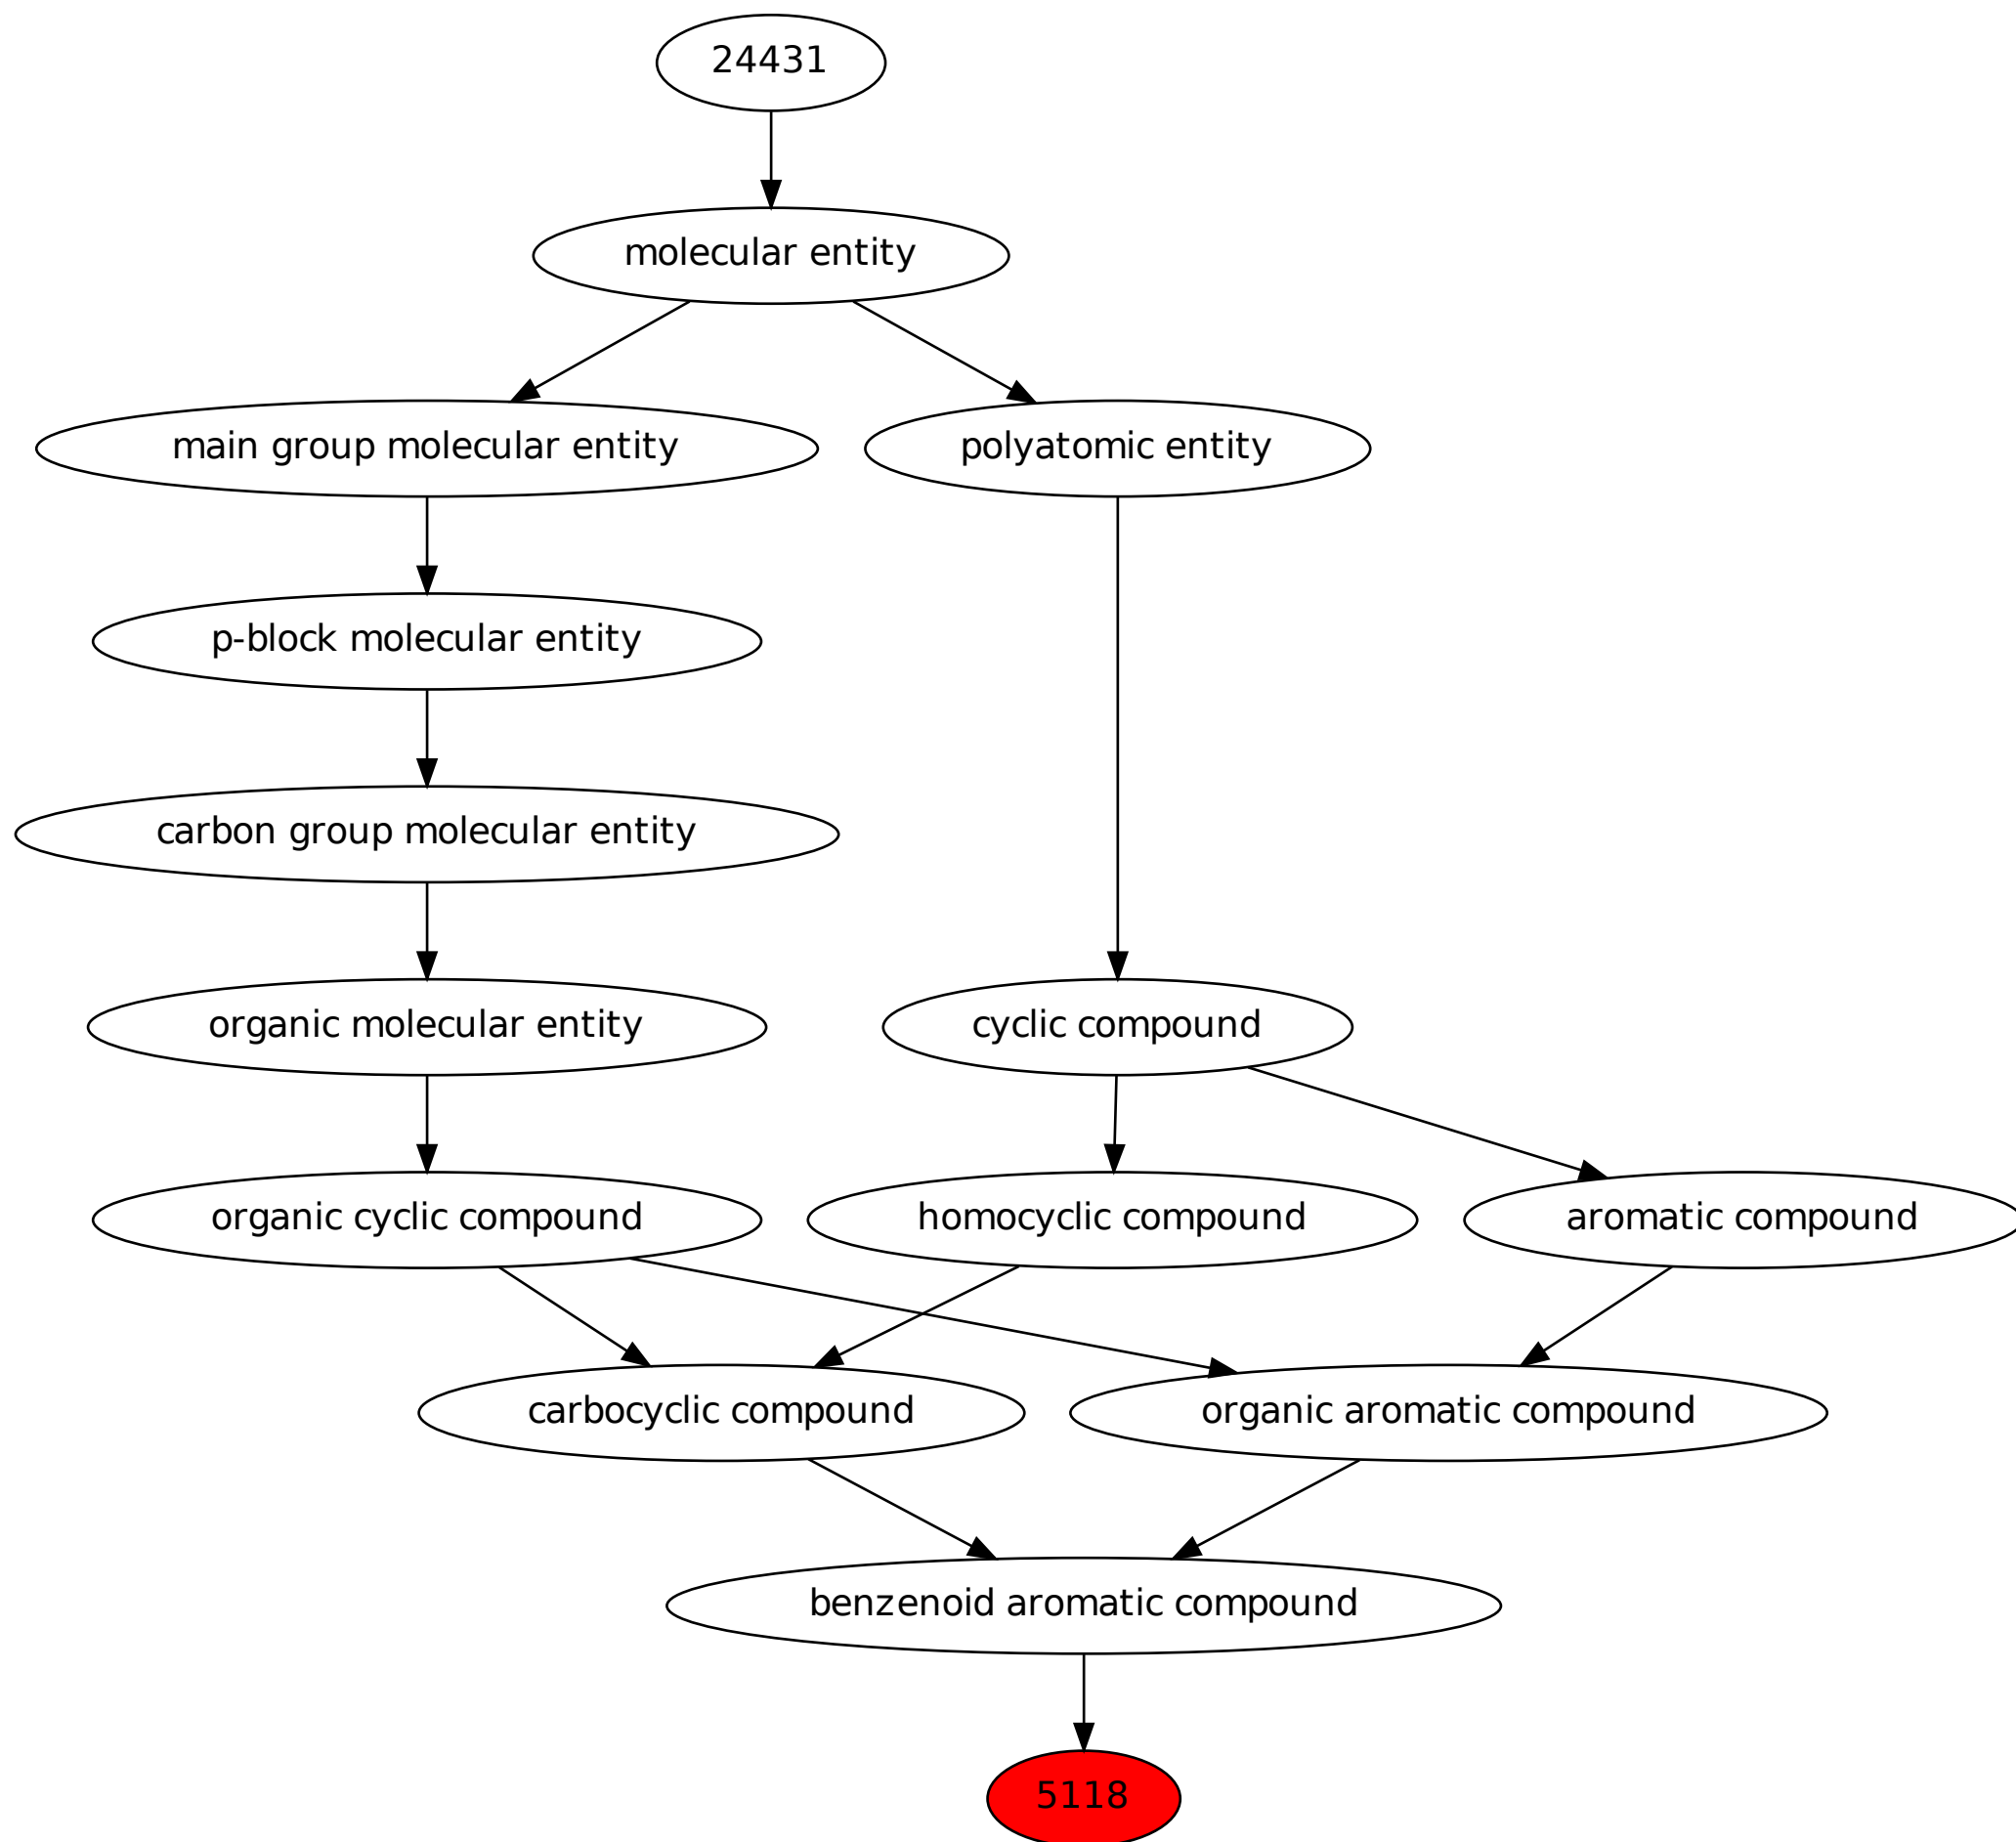 24431
molecular entity
main group molecular entity
polyatomic entity
p-block molecular entity
carbon group molecular entity
organic molecular entity
cyclic compound
organic cyclic compound
homocyclic compound
aromatic compound
carbocyclic compound
organic aromatic compound
benzenoid aromatic compound
5118